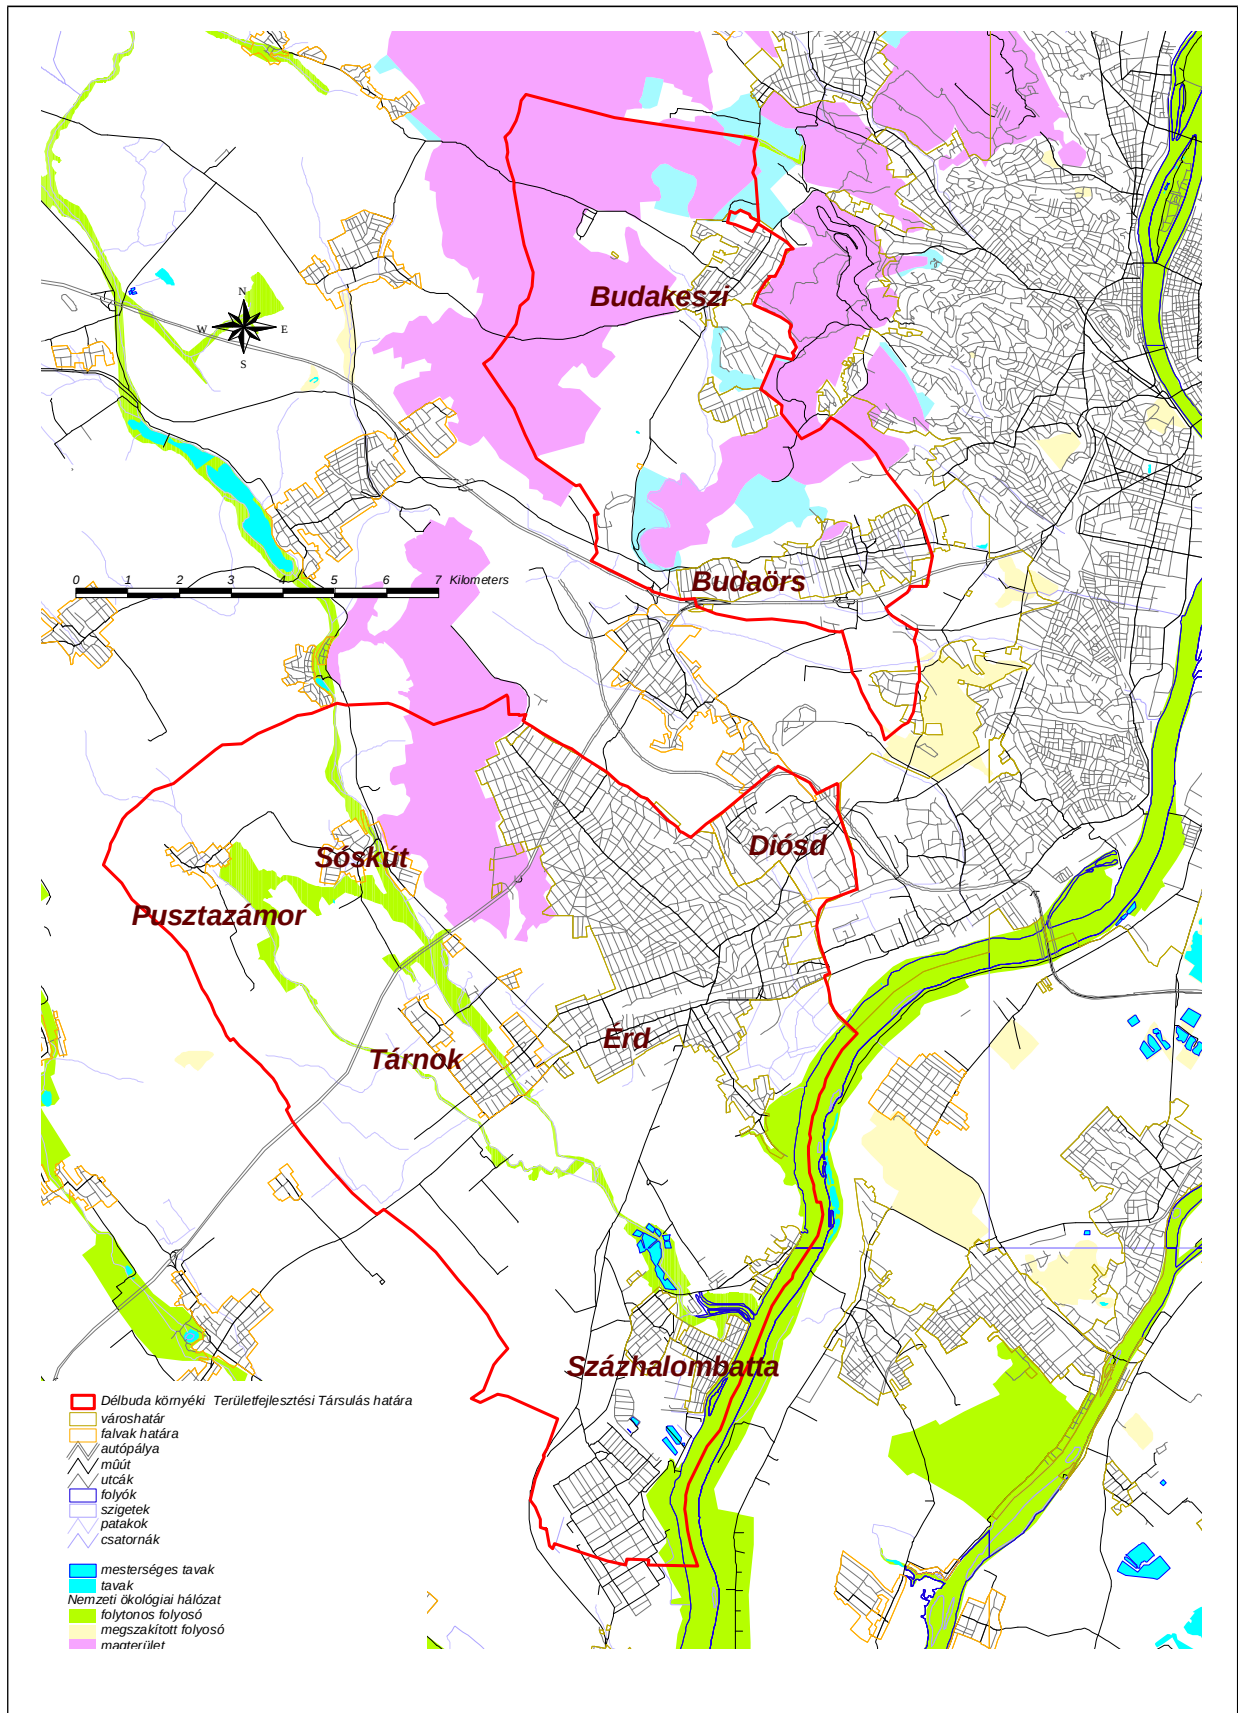 Budakeszi
N
W E
S
0 1 2 3 4 5 6 7 Kilometers
Budaörs
Sóskút
Diósd
Pusztazámor
Érd
Tárnok
Százhalombatta
Délbuda környéki Területfejlesztési Társulás határa
városhatár
falvak határa
autópálya
mûút
utcák
folyók
szigetek
patakok
csatornák
mesterséges tavak
tavak
Nemzeti ökológiai hálózat
folytonos folyosó
megszakított folyosó
magterület